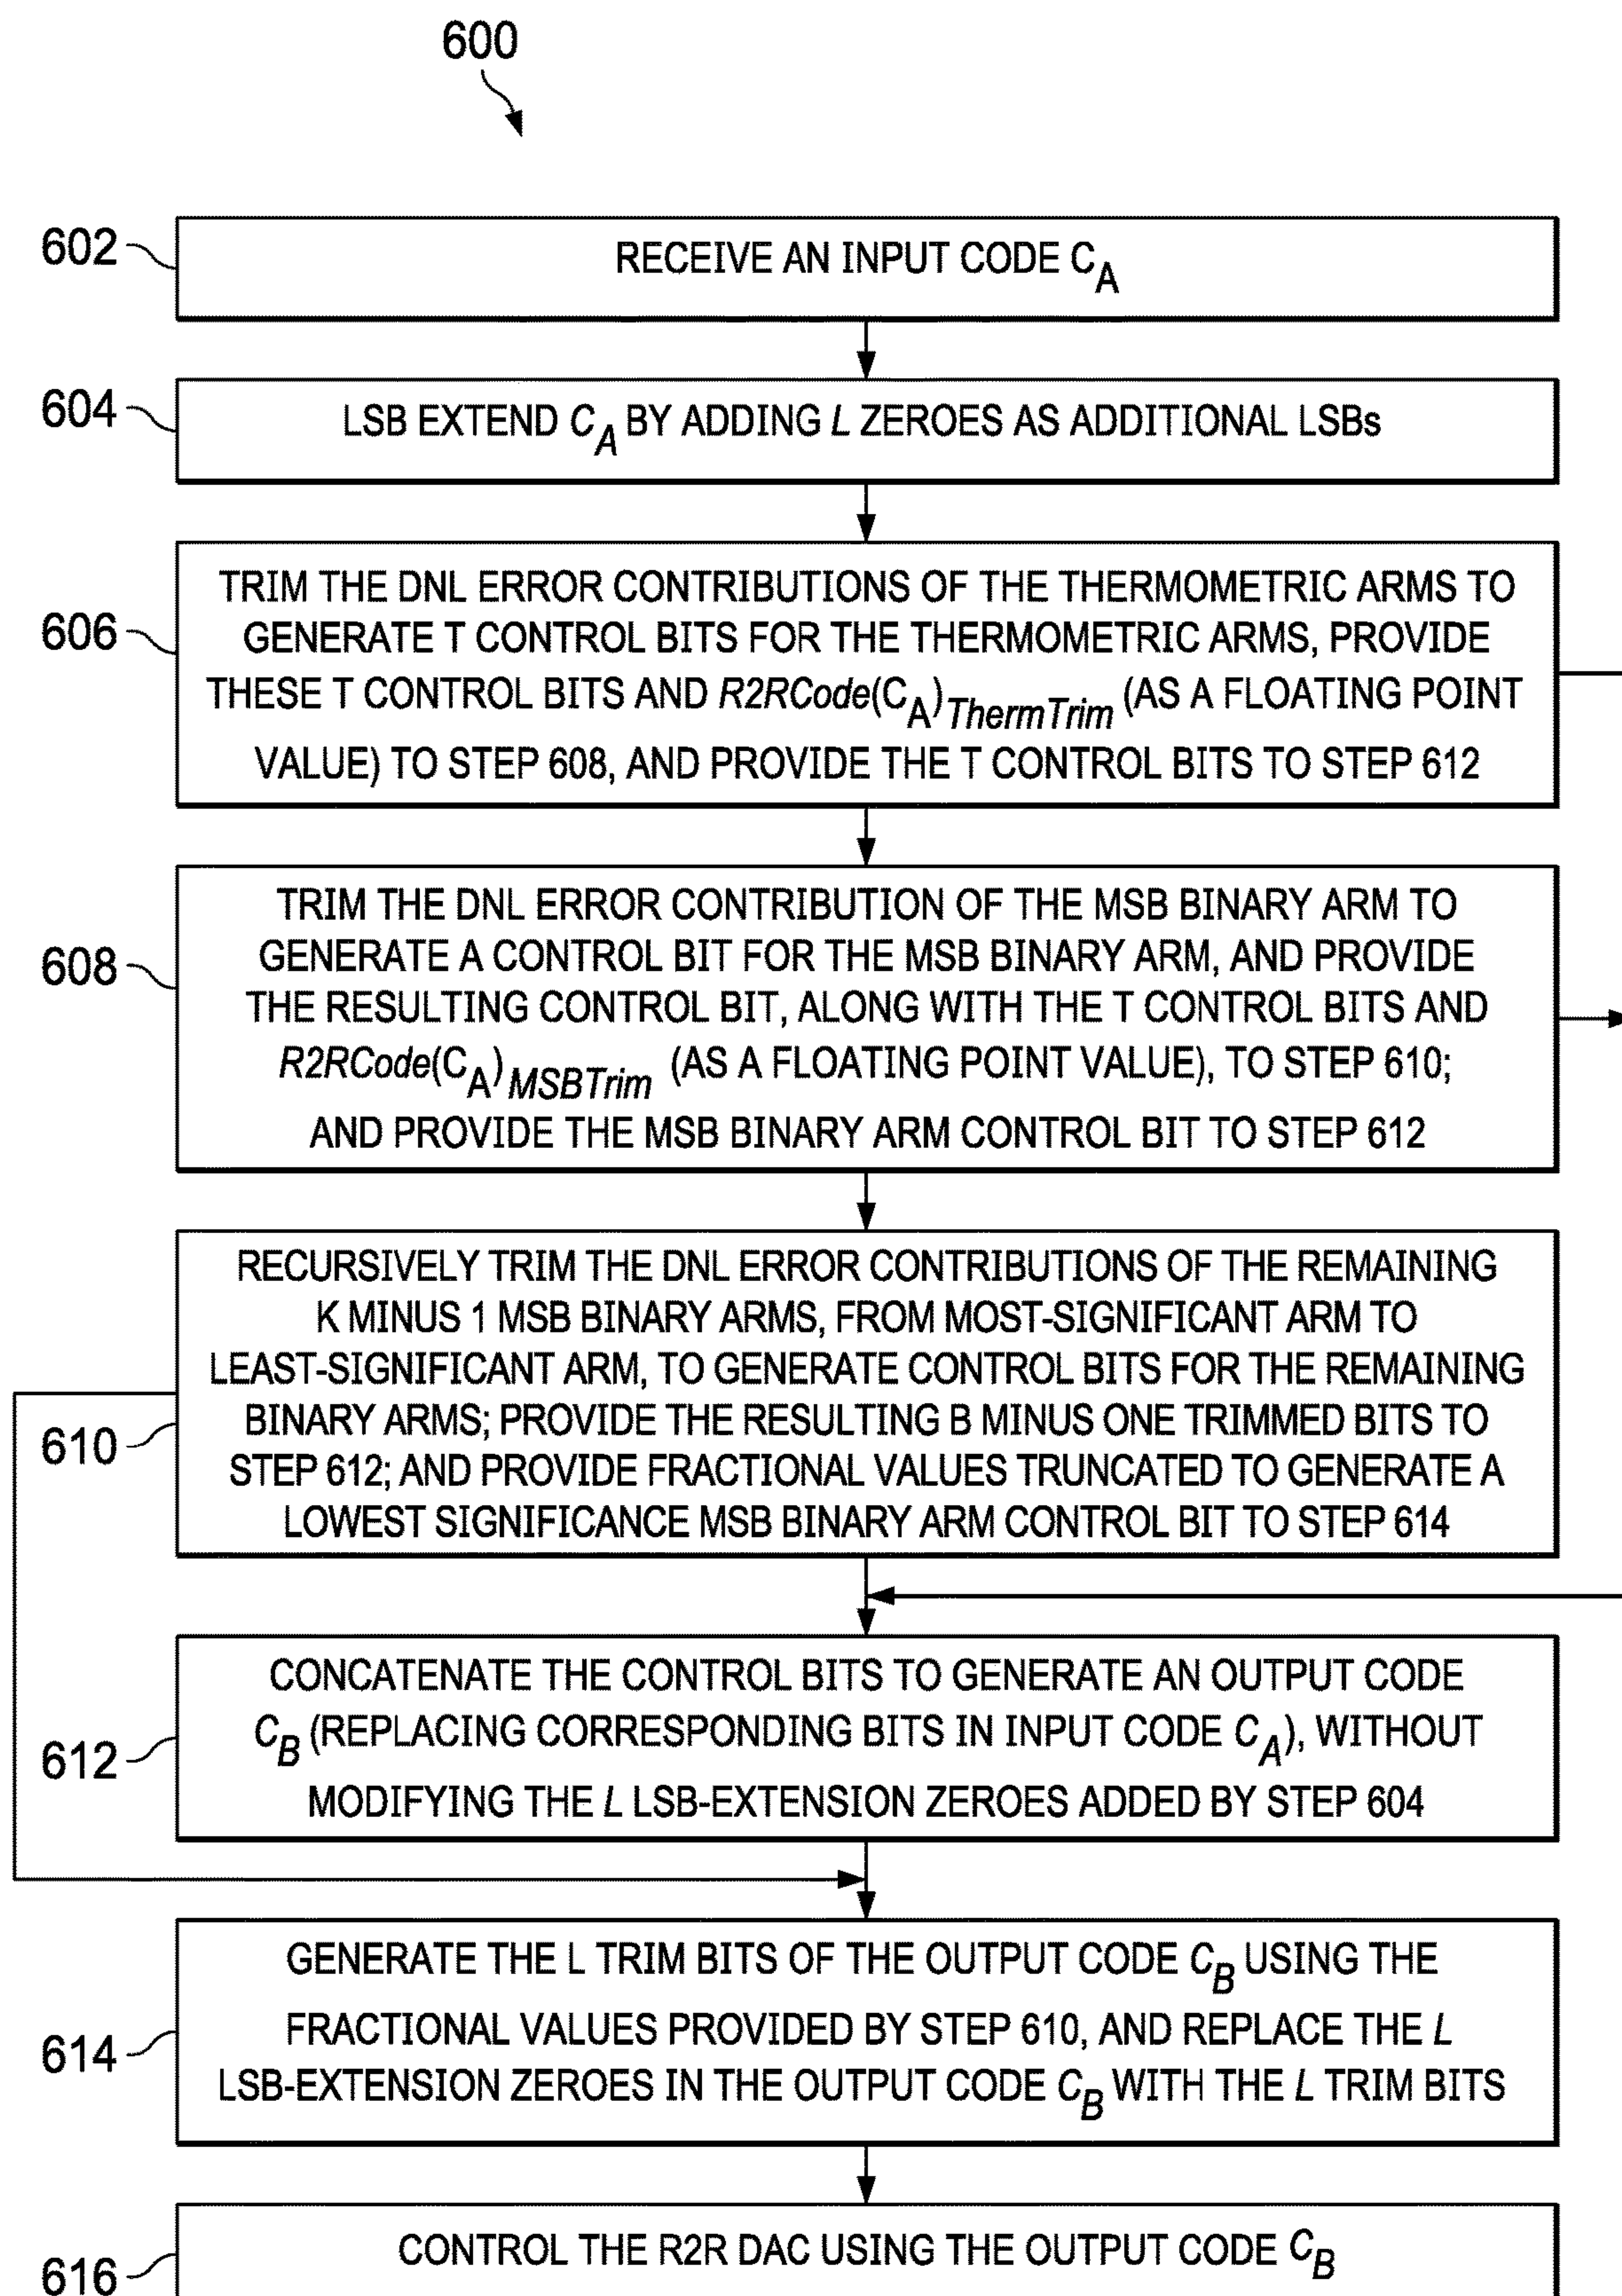 600
602
RECEIVE AN INPUT CODE C_A
604
LSB EXTEND C_A BY ADDING L ZEROES AS ADDITIONAL LSBs
606
TRIM THE DNL ERROR CONTRIBUTIONS OF THE THERMOMETRIC ARMS TO
GENERATE T CONTROL BITS FOR THE THERMOMETRIC ARMS, PROVIDE
THESE T CONTROL BITS AND R2RCode(C_A)_ThermTrim (AS A FLOATING POINT
VALUE) TO STEP 608, AND PROVIDE THE T CONTROL BITS TO STEP 612
608
TRIM THE DNL ERROR CONTRIBUTION OF THE MSB BINARY ARM TO
GENERATE A CONTROL BIT FOR THE MSB BINARY ARM, AND PROVIDE
THE RESULTING CONTROL BIT, ALONG WITH THE T CONTROL BITS AND
R2RCode(C_A)_MSBTrim (AS A FLOATING POINT VALUE), TO STEP 610;
AND PROVIDE THE MSB BINARY ARM CONTROL BIT TO STEP 612
610
RECURSIVELY TRIM THE DNL ERROR CONTRIBUTIONS OF THE REMAINING
K MINUS 1 MSB BINARY ARMS, FROM MOST-SIGNIFICANT ARM TO
LEAST-SIGNIFICANT ARM, TO GENERATE CONTROL BITS FOR THE REMAINING
BINARY ARMS; PROVIDE THE RESULTING B MINUS ONE TRIMMED BITS TO
STEP 612; AND PROVIDE FRACTIONAL VALUES TRUNCATED TO GENERATE A
LOWEST SIGNIFICANCE MSB BINARY ARM CONTROL BIT TO STEP 614
612
CONCATENATE THE CONTROL BITS TO GENERATE AN OUTPUT CODE
C_B (REPLACING CORRESPONDING BITS IN INPUT CODE C_A), WITHOUT
MODIFYING THE L LSB-EXTENSION ZEROES ADDED BY STEP 604
614
GENERATE THE L TRIM BITS OF THE OUTPUT CODE C_B USING THE
FRACTIONAL VALUES PROVIDED BY STEP 610, AND REPLACE THE L
LSB-EXTENSION ZEROES IN THE OUTPUT CODE C_B WITH THE L TRIM BITS
616
CONTROL THE R2R DAC USING THE OUTPUT CODE C_B